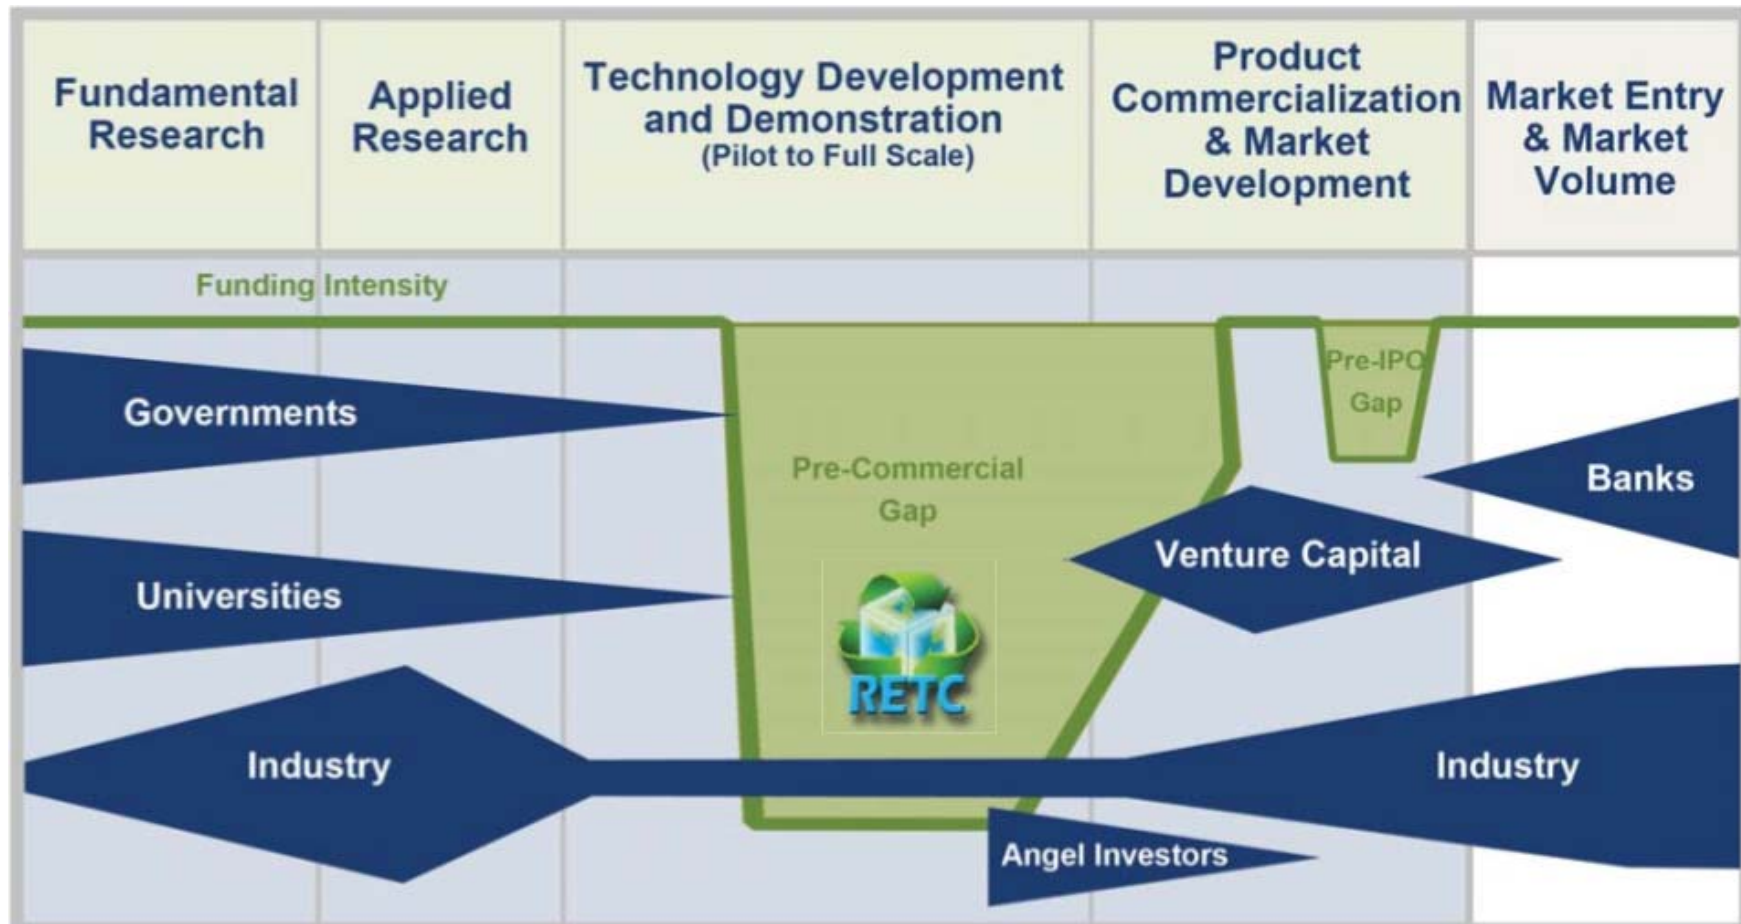 Fundamental
Research
Applied
Research
Technology Development
and Demonstration
(Pilot to Full Scale)
Product
Commercialization
& Market
Development
Market Entry
& Market
Volume
Funding Intensity
Governments
Universities
Industry
Pre-Commercial
Gap
RETC
Pre-IPO
Gap
Venture Capital
Banks
Industry
Angel Investors